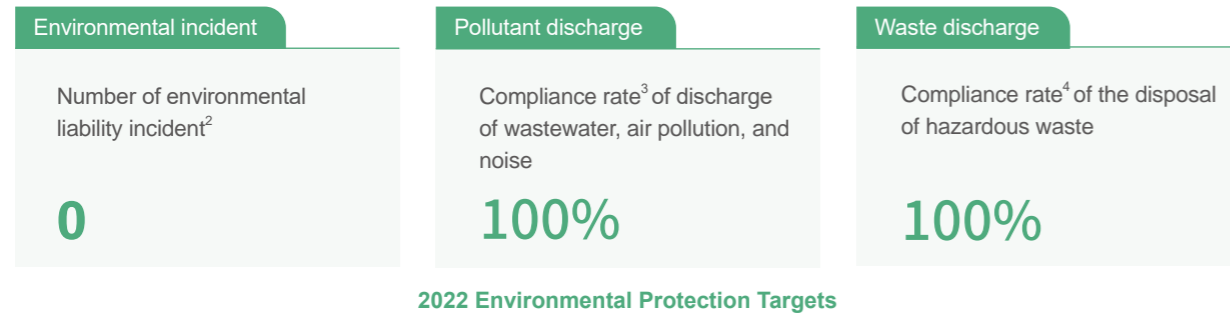 Environmental incident
Number of environmental
liability incident2
0
Pollutant discharge
Compliance rate3 of discharge
of wastewater, air pollution, and
noise
100%
Waste discharge
Compliance rate4 of the disposal
of hazardous waste
100%
2022 Environmental Protection Targets